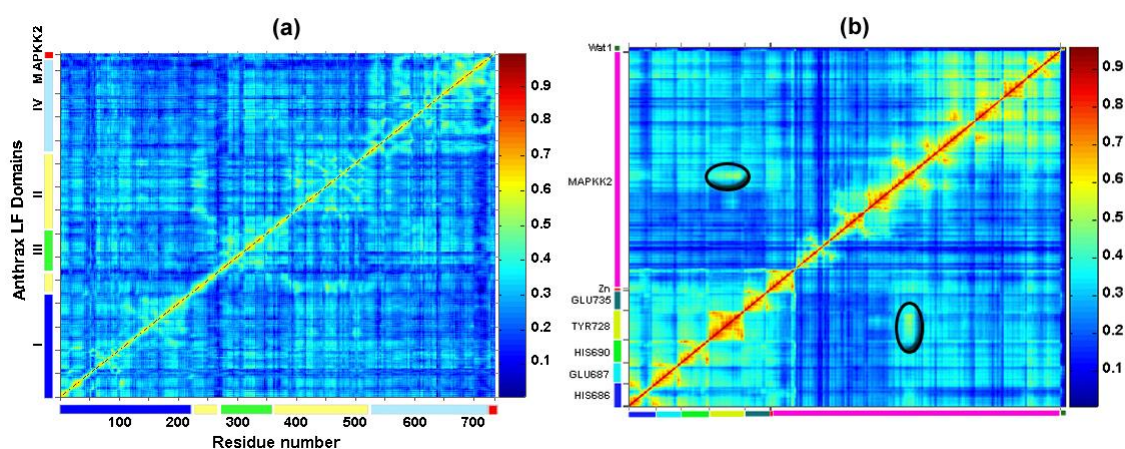 (a)
(b)
Anthrax LF Domains
MAPKK2
IV
II
III
I
100 200 300 400 500 600 700
Residue number
0.9
0.8
0.7
0.6
0.5
0.4
0.3
0.2
0.1
Wat1
MAPKK2
Zn
GLU735
TYR728
HIS690
GLU687
HIS686
0.9
0.8
0.7
0.6
0.5
0.4
0.3
0.2
0.1